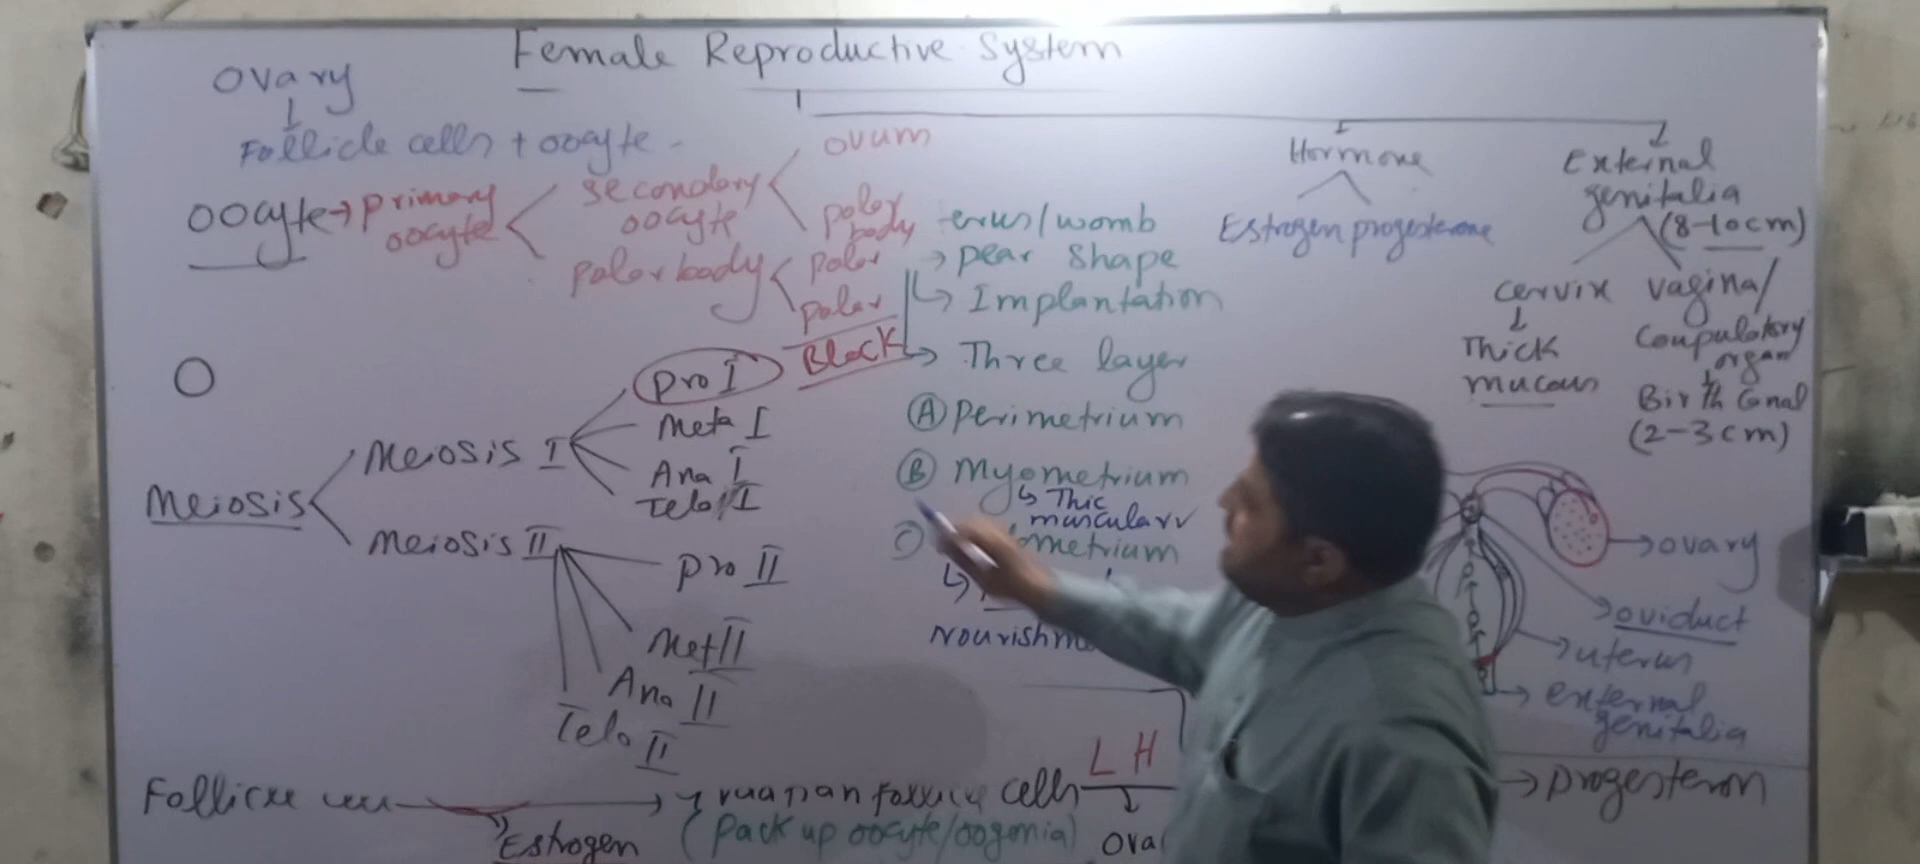 Female Reproductive System
Ovary
Follicle cells + oocyte
Oocyte → primary oocyte
secondary oocyte
ovum
polar body
polar body
polar
polar
Block
O
Meiosis
Meiosis I
Pro I
Meta I
Ana I
Telo I
Meiosis II
Pro II
Met II
Ana II
Telo II
erus/womb
→ pear shape
↳ Implantation
→ Three layer
A Perimetrium
B Myometrium
↳ Thic
muscular
metrium
↳
Nourishm
Hormone
Estrogen progesterone
External
genitalia
(8-10cm)
cervix
↓
Thick
mucous
vagina/
Coupulatory
organ
Birth Canal
(2-3cm)
→ ovary
→ oviduct
→ uterus
→ external
genitalia
Estrogen
follicle cells
(Pack up oocyte/oogonia)
LH
Ova
→ progesteron